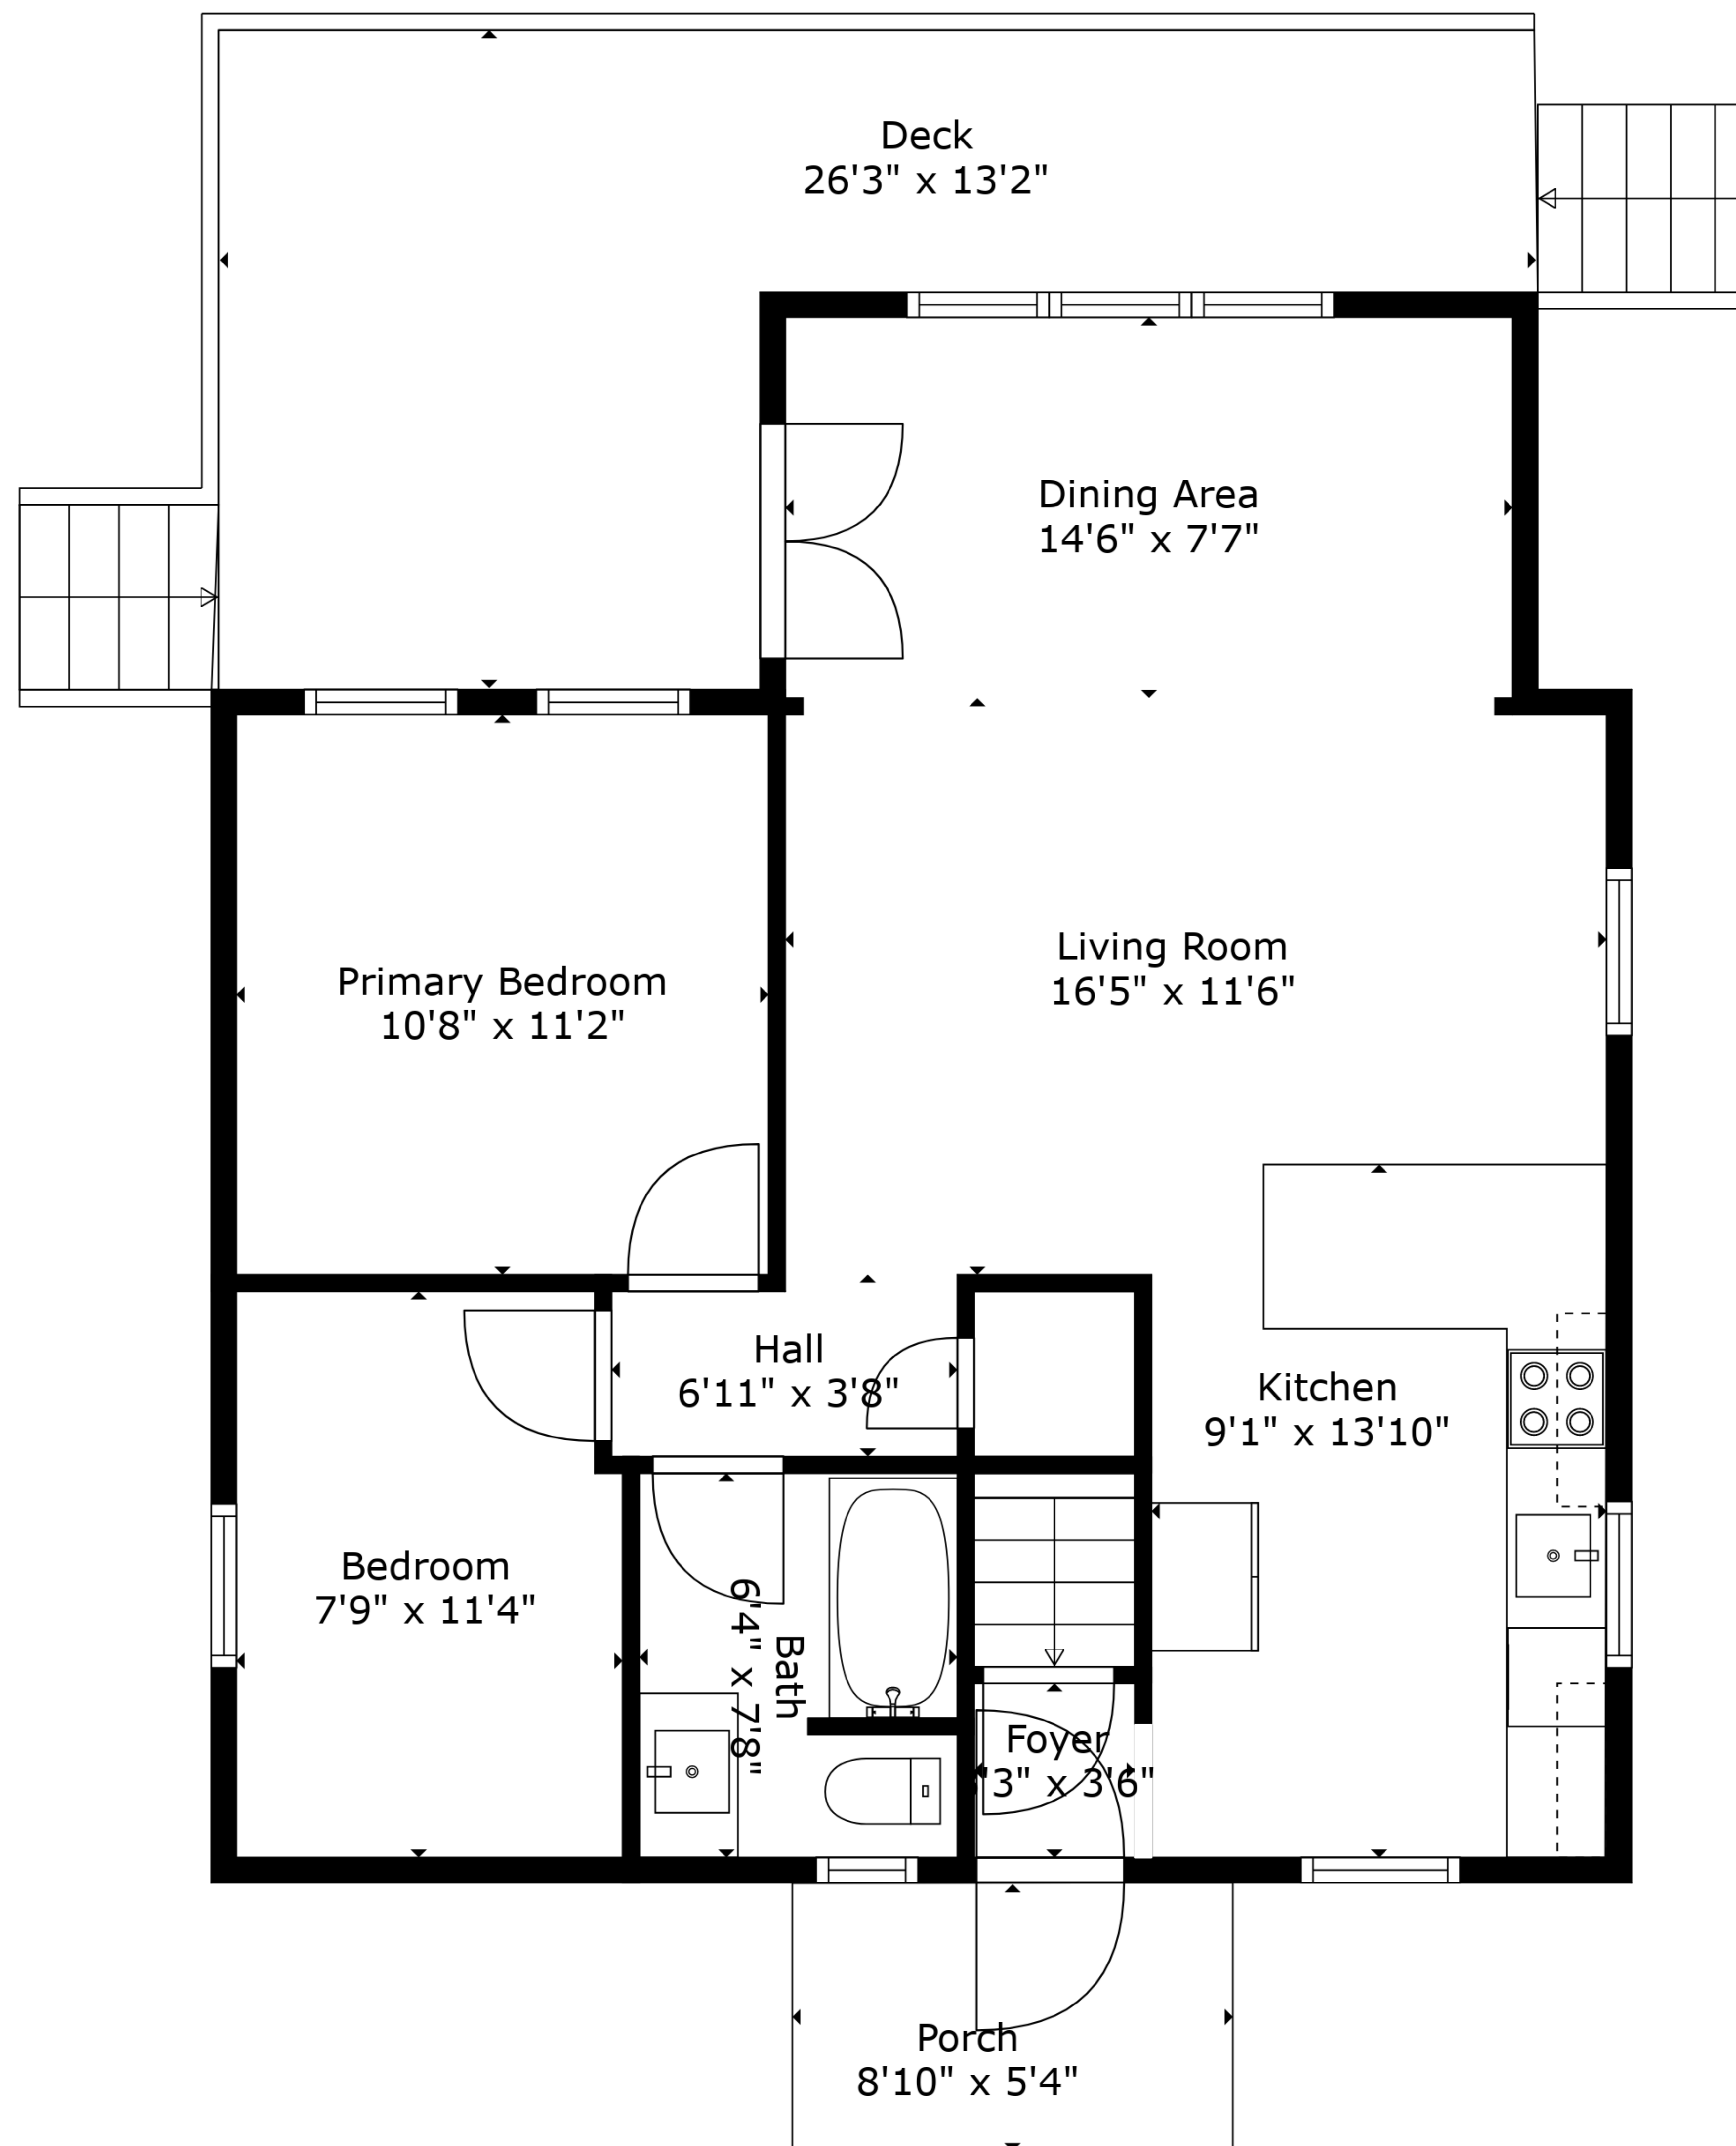 Deck
26'3" x 13'2"
Dining Area
14'6" x 7'7"
Living Room
16'5" x 11'6"
Primary Bedroom
10'8" x 11'2"
Hall
6'11" x 3'8"
Kitchen
9'1" x 13'10"
Bedroom
7'9" x 11'4"
Bath
6'4" x 7'8"
Foyer
'3" x 3'6"
Porch
8'10" x 5'4"